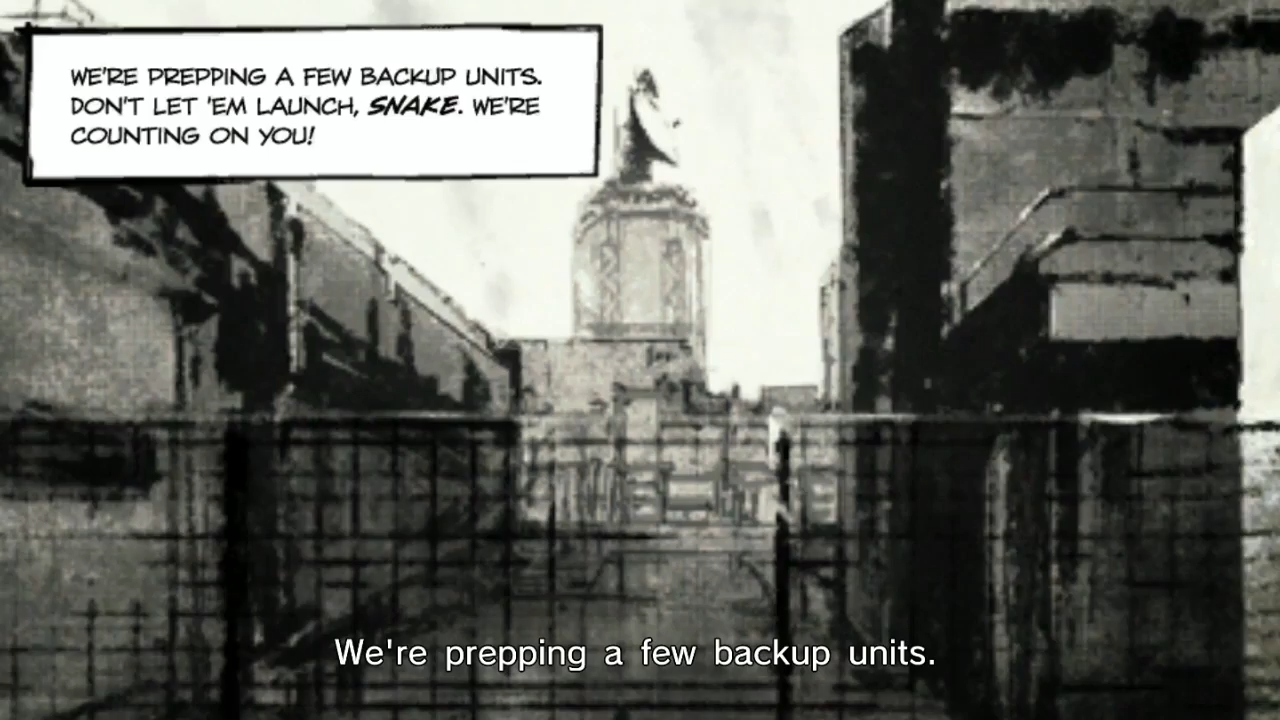 WE'RE PREPPING A FEW BACKUP UNITS.
DON'T LET 'EM LAUNCH, SNAKE. WE'RE
COUNTING ON YOU!
We're prepping a few backup units.